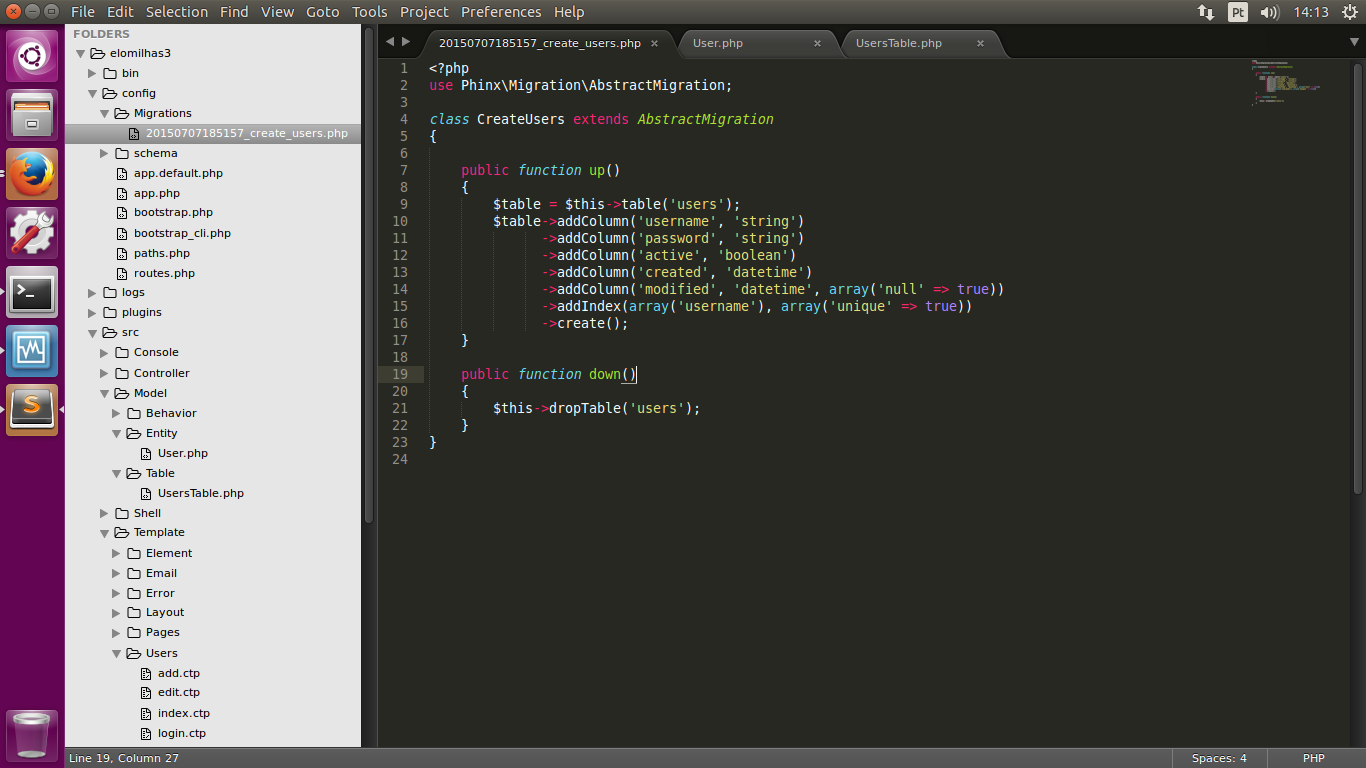 File Edit Selection Find View Goto Tools Project Preferences Help
Pt 14:13
FOLDERS
elomilhas3
bin
config
Migrations
20150707185157_create_users.php
schema
app.default.php
app.php
bootstrap.php
bootstrap_cli.php
paths.php
routes.php
logs
plugins
src
Console
Controller
Model
Behavior
Entity
User.php
Table
UsersTable.php
Shell
Template
Element
Email
Error
Layout
Pages
Users
add.ctp
edit.ctp
index.ctp
login.ctp
20150707185157_create_users.php × User.php × UsersTable.php ×
1 <?php
2 use Phinx\Migration\AbstractMigration;
3
4 class CreateUsers extends AbstractMigration
5 {
6
7     public function up()
8     {
9         $table = $this->table('users');
10         $table->addColumn('username', 'string')
11               ->addColumn('password', 'string')
12               ->addColumn('active', 'boolean')
13               ->addColumn('created', 'datetime')
14               ->addColumn('modified', 'datetime', array('null' => true))
15               ->addIndex(array('username'), array('unique' => true))
16               ->create();
17     }
18
19     public function down()
20     {
21         $this->dropTable('users');
22     }
23 }
24
Line 19, Column 27 Spaces: 4 PHP